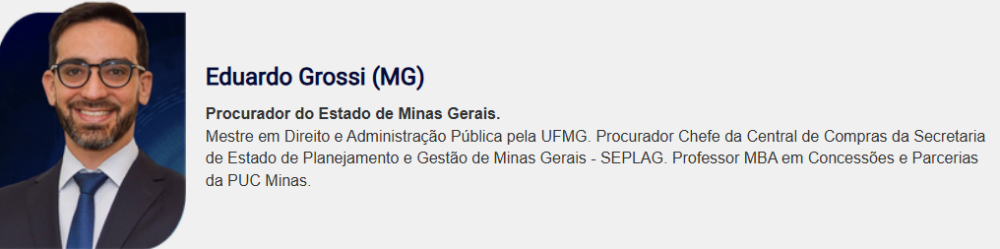 Eduardo Grossi (MG)
Procurador do Estado de Minas Gerais.
Mestre em Direito e Administração Pública pela UFMG. Procurador Chefe da Central de Compras da Secretaria
de Estado de Planejamento e Gestão de Minas Gerais - SEPLAG. Professor MBA em Concessões e Parcerias
da PUC Minas.